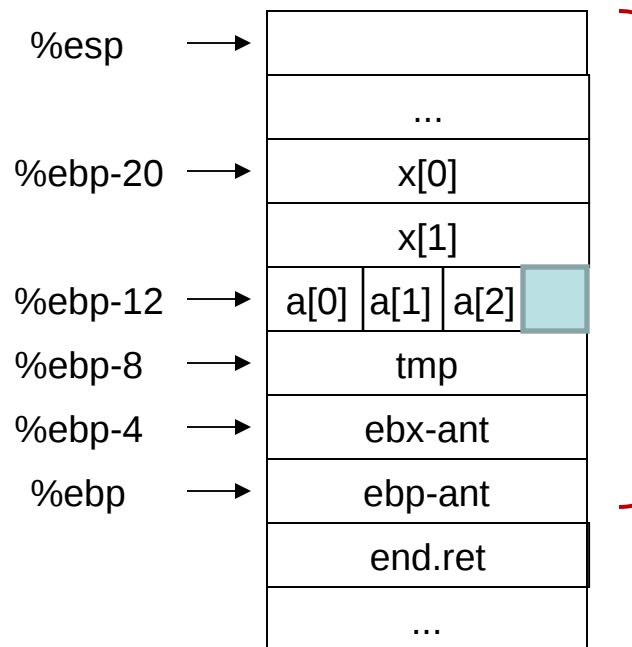 %esp
...
%ebp-20 x[0]
x[1]
%ebp-12 a[0] a[1] a[2]
%ebp-8 tmp
%ebp-4 ebx-ant
%ebp ebp-ant
end.ret
...